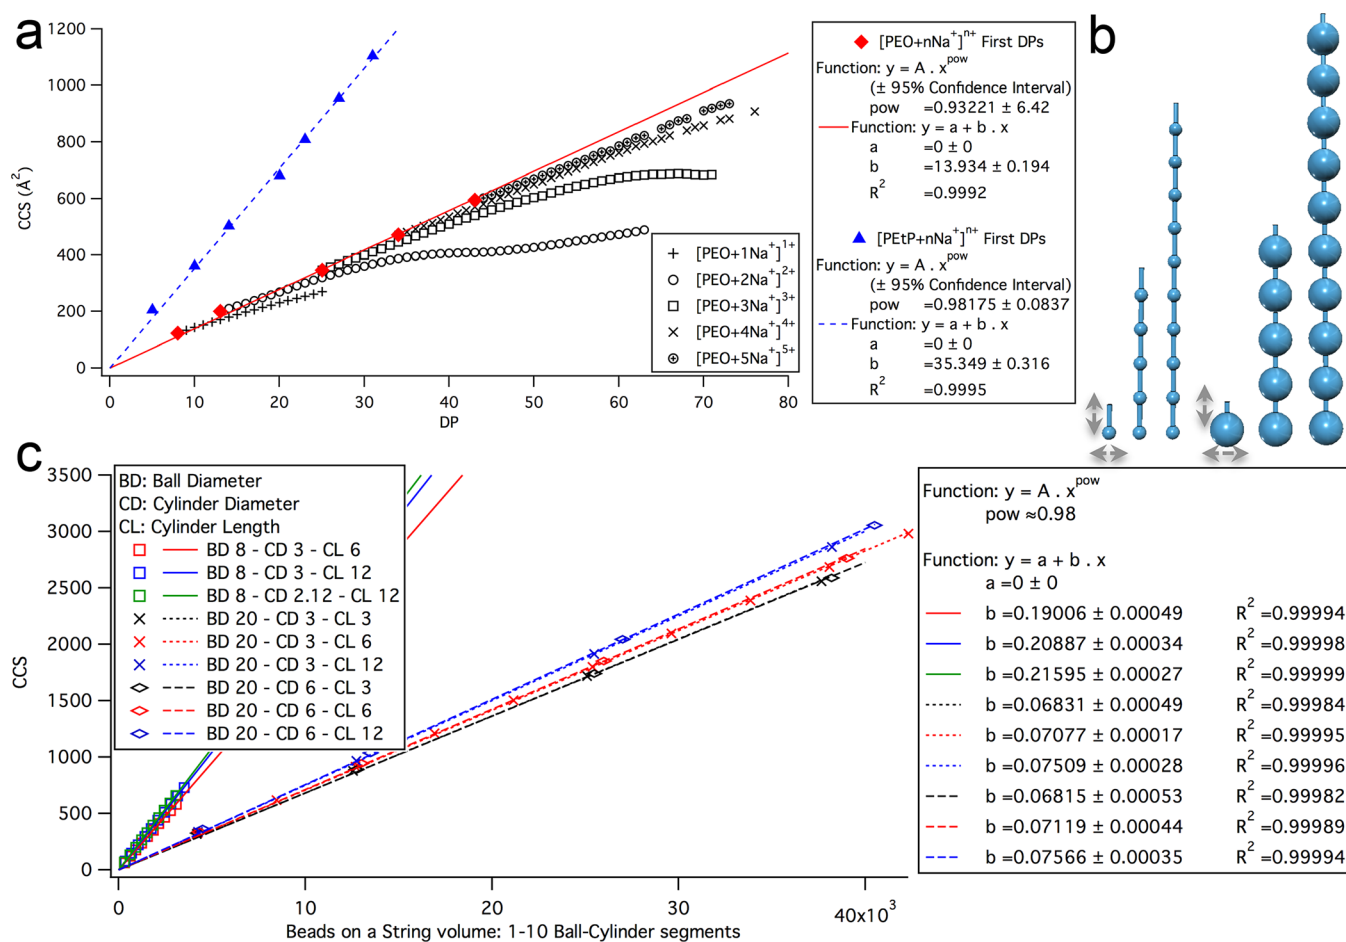 a
1200
1000
800
600
400
200
0
CCS (Å²)
0 10 20 30 40 50 60 70 80
DP
[PEO+1Na⁺]¹⁺
[PEO+2Na⁺]²⁺
[PEO+3Na⁺]³⁺
[PEO+4Na⁺]⁴⁺
[PEO+5Na⁺]⁵⁺
[PEO+nNa⁺]ⁿ⁺ First DPs
Function: y = A . x^pow
(± 95% Confidence Interval)
pow =0.93221 ± 6.42
Function: y = a + b . x
a =0 ± 0
b =13.934 ± 0.194
R² =0.9992
[PEtP+nNa⁺]ⁿ⁺ First DPs
Function: y = A . x^pow
(± 95% Confidence Interval)
pow =0.98175 ± 0.0837
Function: y = a + b . x
a =0 ± 0
b =35.349 ± 0.316
R² =0.9995
b
c
3500
3000
2500
2000
1500
1000
500
0
CCS
0 10 20 30 40x10³
Beads on a String volume: 1-10 Ball-Cylinder segments
BD: Ball Diameter
CD: Cylinder Diameter
CL: Cylinder Length
BD 8 - CD 3 - CL 6
BD 8 - CD 3 - CL 12
BD 8 - CD 2.12 - CL 12
BD 20 - CD 3 - CL 3
BD 20 - CD 3 - CL 6
BD 20 - CD 3 - CL 12
BD 20 - CD 6 - CL 3
BD 20 - CD 6 - CL 6
BD 20 - CD 6 - CL 12
Function: y = A . x^pow
pow ≈0.98
Function: y = a + b . x
a =0 ± 0
b =0.19006 ± 0.00049 R² =0.99994
b =0.20887 ± 0.00034 R² =0.99998
b =0.21595 ± 0.00027 R² =0.99999
b =0.06831 ± 0.00049 R² =0.99984
b =0.07077 ± 0.00017 R² =0.99995
b =0.07509 ± 0.00028 R² =0.99996
b =0.06815 ± 0.00053 R² =0.99982
b =0.07119 ± 0.00044 R² =0.99989
b =0.07566 ± 0.00035 R² =0.99994